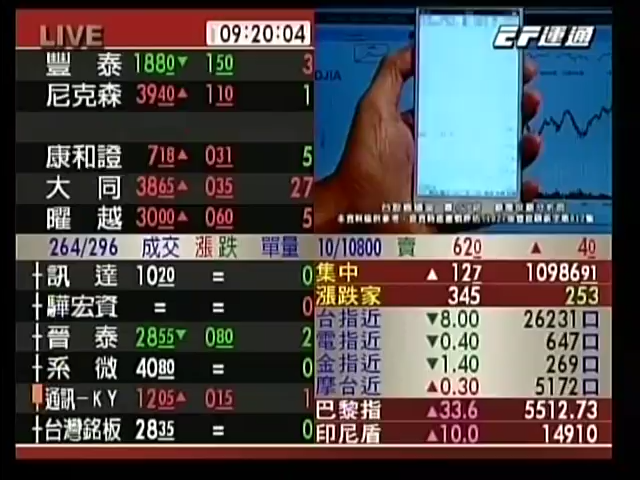 LIVE 09:20:04
豐泰 1880▼ 150 3
尼克森 3940▲ 110 1
康和證 718▲ 031 5
大同 3865▲ 035 27
曜越 3000▲ 060 5
264/296 成交 漲跌 單量
訊達 1020 = 0
驊宏資 = = 0
晉泰 2855▼ 080 2
系微 4080 = 0
通訊－KY 1205▲ 015 1
台灣銘板 2835 = 0
DJIA
運通
10/10800 賣 620 ▲ 40
集中 ▲ 127 1098691
漲跌家 345 253
台指近 ▼8.00 26231口
電指近 ▼0.40 647口
金指近 ▼1.40 269口
摩台近 ▲0.30 5172口
巴黎指 ▲33.6 5512.73
印尼盾 ▲10.0 14910